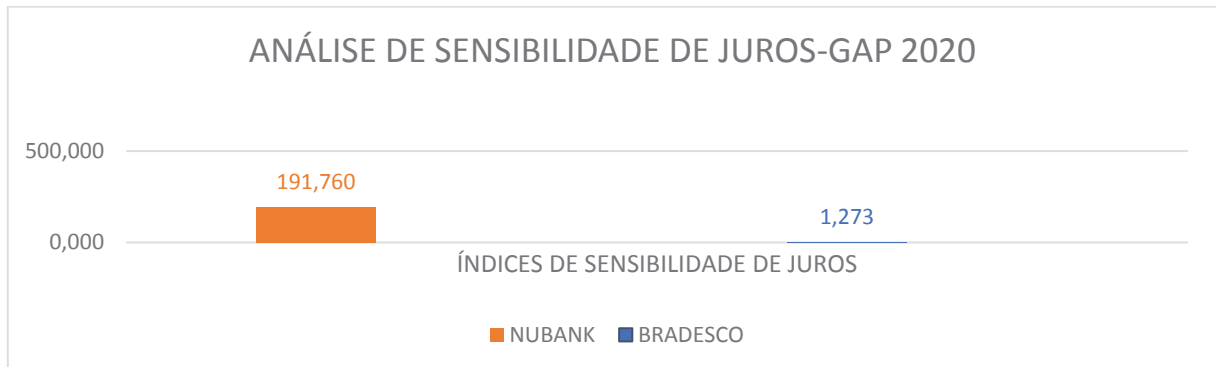 ANÁLISE DE SENSIBILIDADE DE JUROS-GAP 2020
500,000
191,760
1,273
0,000
ÍNDICES DE SENSIBILIDADE DE JUROS
NUBANK BRADESCO